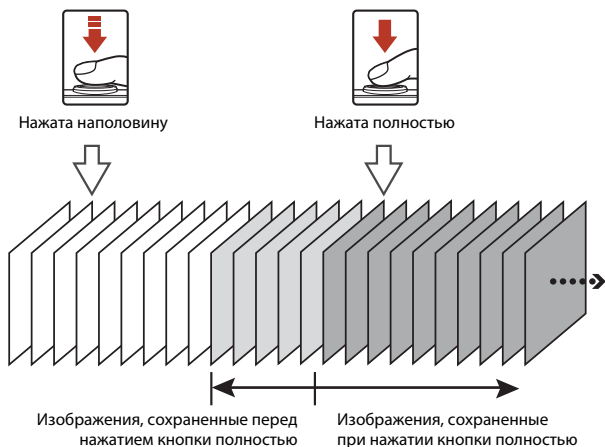 Нажата наполовину
Нажата полностью
Изображения, сохраненные перед
нажатием кнопки полностью
Изображения, сохраненные
при нажатии кнопки полностью